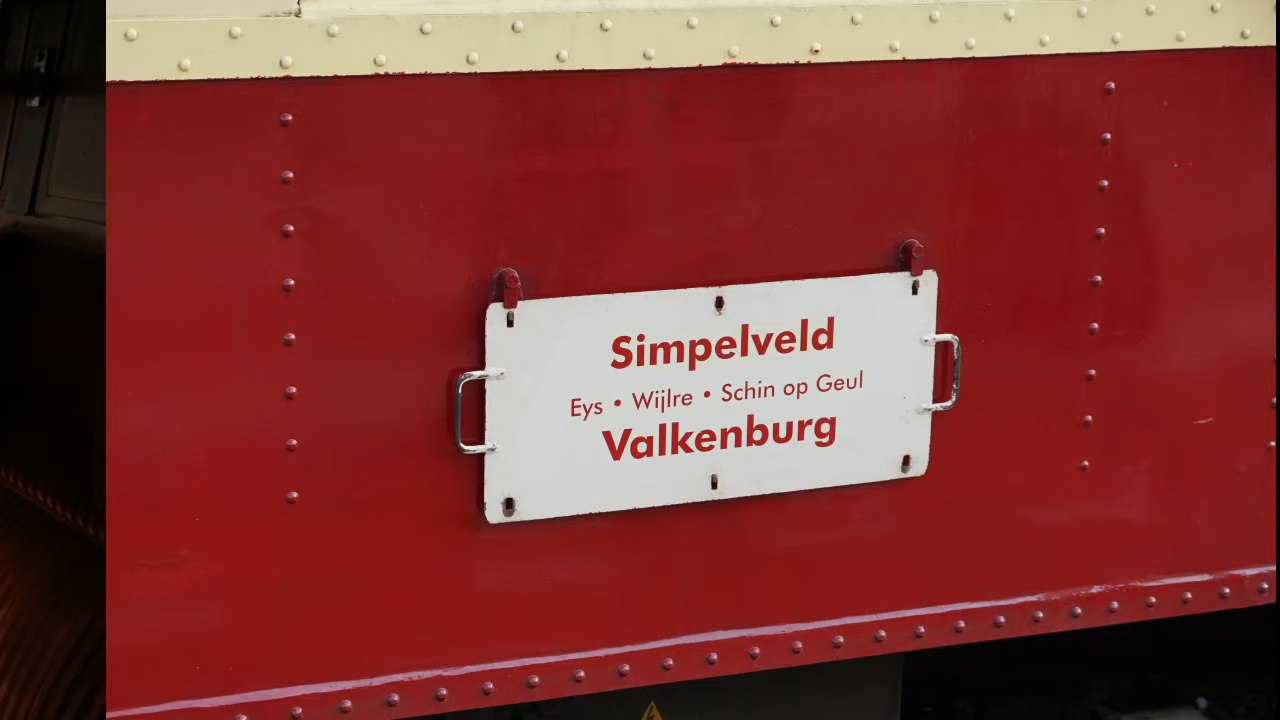 Simpelveld
Eys • Wijlre • Schin op Geul
Valkenburg